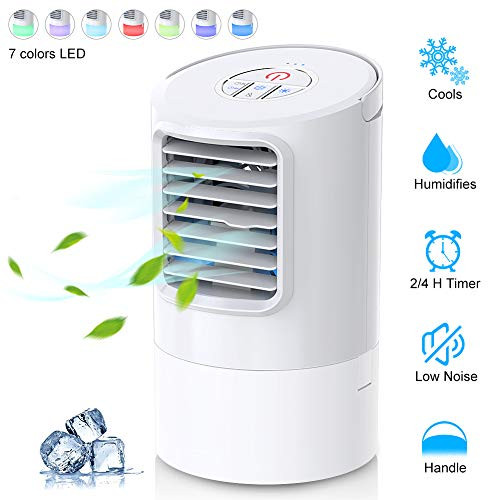 7 colors LED
Cools
Humidifies
2/4 H Timer
Low Noise
Handle